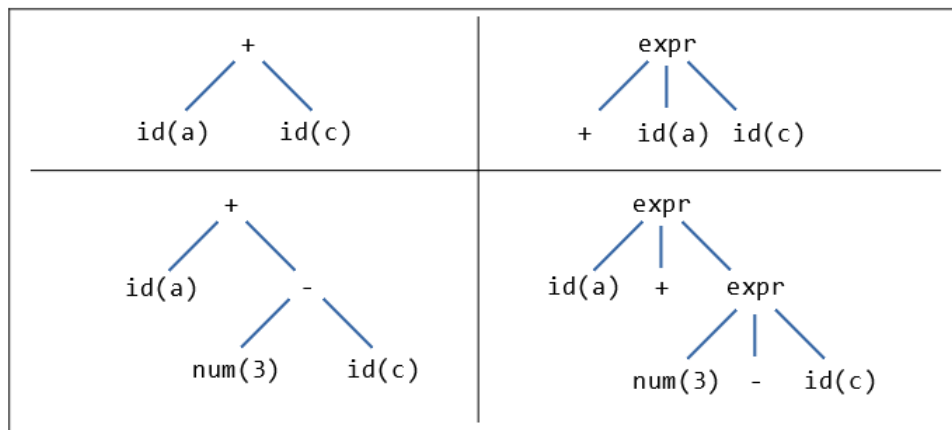 +
id(a) id(c)
expr
+ id(a) id(c)
+
id(a) -
num(3) id(c)
expr
id(a) + expr
num(3) - id(c)